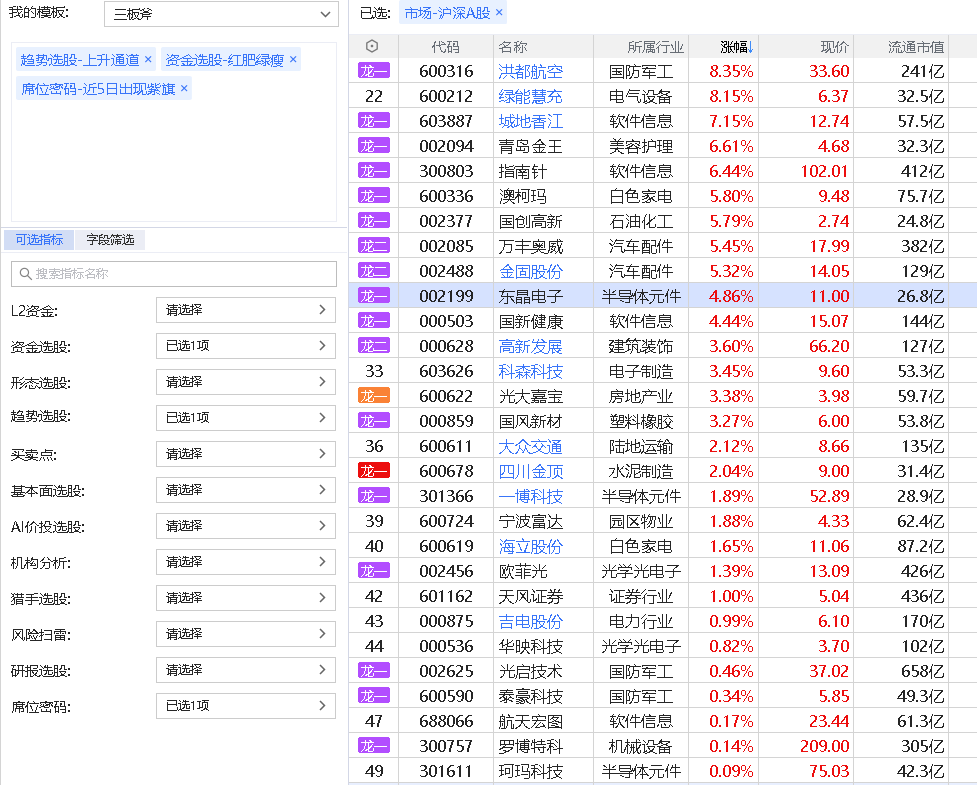 我的模板:
三板斧
趋势选股-上升通道 ×
资金选股-红肥绿瘦 ×
席位密码-近5日出现紫旗 ×
可选指标 字段筛选
搜索指标名称
L2资金: 请选择
资金选股: 已选1项
形态选股: 请选择
趋势选股: 已选1项
买卖点: 请选择
基本面选股: 请选择
AI价投选股: 请选择
机构分析: 请选择
猎手选股: 请选择
风险扫雷: 请选择
研报选股: 请选择
席位密码: 已选1项
已选: 市场-沪深A股 ×
代码 名称 所属行业 涨幅↓ 现价 流通市值
龙一 600316 洪都航空 国防军工 8.35% 33.60 241亿
22 600212 绿能慧充 电气设备 8.15% 6.37 32.5亿
龙一 603887 城地香江 软件信息 7.15% 12.74 57.5亿
龙一 002094 青岛金王 美容护理 6.61% 4.68 32.3亿
龙一 300803 指南针 软件信息 6.44% 102.01 412亿
龙一 600336 澳柯玛 白色家电 5.80% 9.48 75.7亿
龙一 002377 国创高新 石油化工 5.79% 2.74 24.8亿
龙二 002085 万丰奥威 汽车配件 5.45% 17.99 382亿
龙二 002488 金固股份 汽车配件 5.32% 14.05 129亿
龙一 002199 东晶电子 半导体元件 4.86% 11.00 26.8亿
龙一 000503 国新健康 软件信息 4.44% 15.07 144亿
龙二 000628 高新发展 建筑装饰 3.60% 66.20 127亿
33 603626 科森科技 电子制造 3.45% 9.60 53.3亿
龙一 600622 光大嘉宝 房地产业 3.38% 3.98 59.7亿
龙一 000859 国风新材 塑料橡胶 3.27% 6.00 53.8亿
36 600611 大众交通 陆地运输 2.12% 8.66 135亿
龙一 600678 四川金顶 水泥制造 2.04% 9.00 31.4亿
龙一 301366 一博科技 半导体元件 1.89% 52.89 28.9亿
39 600724 宁波富达 园区物业 1.88% 4.33 62.4亿
40 600619 海立股份 白色家电 1.65% 11.06 87.2亿
龙一 002456 欧菲光 光学光电子 1.39% 13.09 426亿
42 601162 天风证券 证券行业 1.00% 5.04 436亿
43 000875 吉电股份 电力行业 0.99% 6.10 170亿
44 000536 华映科技 光学光电子 0.82% 3.70 102亿
龙一 002625 光启技术 国防军工 0.46% 37.02 658亿
龙一 600590 泰豪科技 国防军工 0.34% 5.85 49.3亿
47 688066 航天宏图 软件信息 0.17% 23.44 61.3亿
龙一 300757 罗博特科 机械设备 0.14% 209.00 305亿
49 301611 珂玛科技 半导体元件 0.09% 75.03 42.3亿